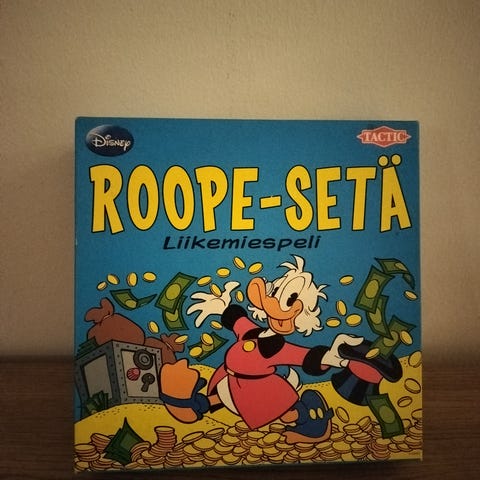 Disney
TACTIC
ROOPE-SETÄ
Liikemiespeli